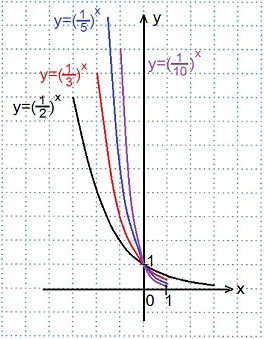 y=(1/5)^x
y
y=(1/10)^x
y=(1/3)^x
y=(1/2)^x
1
x
0 1